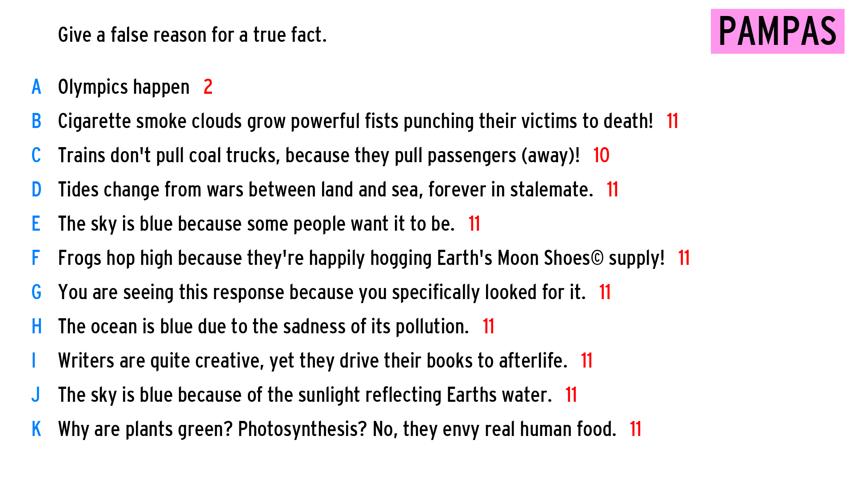 Give a false reason for a true fact.
PAMPAS
A Olympics happen 2
B Cigarette smoke clouds grow powerful fists punching their victims to death! 11
C Trains don't pull coal trucks, because they pull passengers (away)! 10
D Tides change from wars between land and sea, forever in stalemate. 11
E The sky is blue because some people want it to be. 11
F Frogs hop high because they're happily hogging Earth's Moon Shoes© supply! 11
G You are seeing this response because you specifically looked for it. 11
H The ocean is blue due to the sadness of its pollution. 11
I Writers are quite creative, yet they drive their books to afterlife. 11
J The sky is blue because of the sunlight reflecting Earths water. 11
K Why are plants green? Photosynthesis? No, they envy real human food. 11